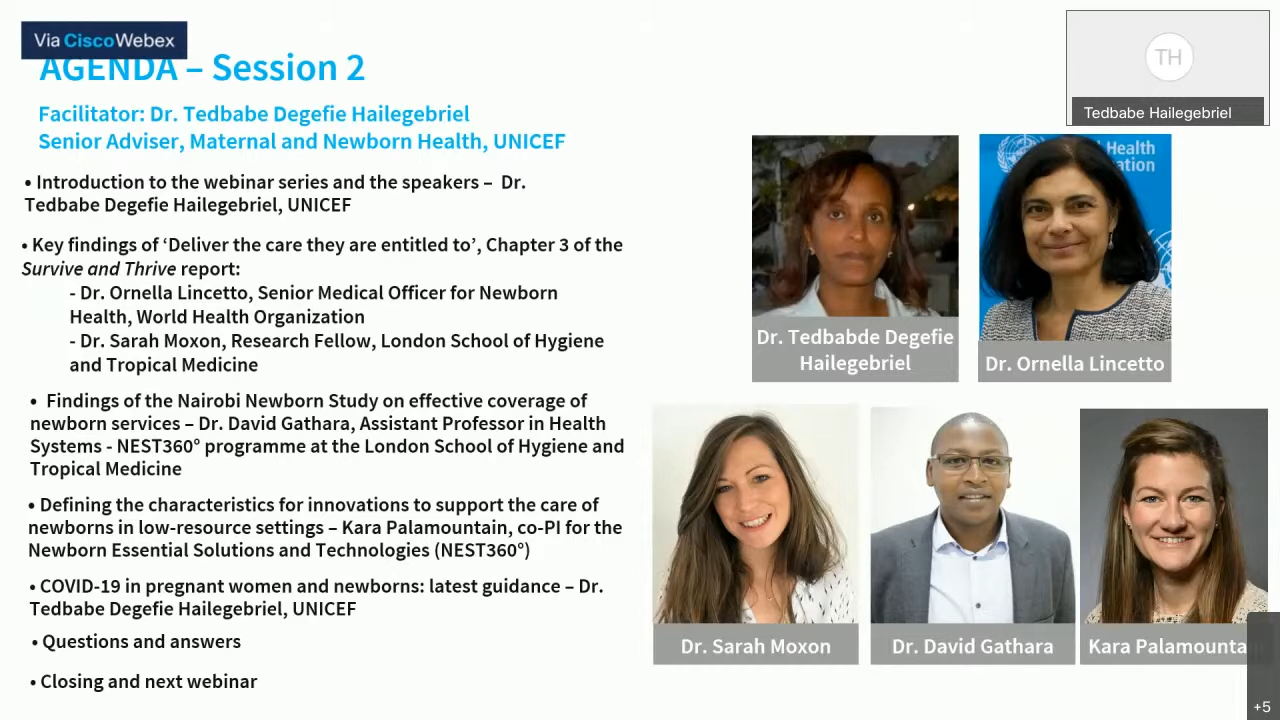 Via Cisco Webex
AGENDA – Session 2
Facilitator: Dr. Tedbabe Degefie Hailegebriel
Senior Adviser, Maternal and Newborn Health, UNICEF
• Introduction to the webinar series and the speakers – Dr.
Tedbabe Degefie Hailegebriel, UNICEF
• Key findings of ‘Deliver the care they are entitled to’, Chapter 3 of the
Survive and Thrive report:
- Dr. Ornella Lincetto, Senior Medical Officer for Newborn
Health, World Health Organization
- Dr. Sarah Moxon, Research Fellow, London School of Hygiene
and Tropical Medicine
• Findings of the Nairobi Newborn Study on effective coverage of
newborn services – Dr. David Gathara, Assistant Professor in Health
Systems - NEST360° programme at the London School of Hygiene and
Tropical Medicine
• Defining the characteristics for innovations to support the care of
newborns in low-resource settings – Kara Palamountain, co-PI for the
Newborn Essential Solutions and Technologies (NEST360°)
• COVID-19 in pregnant women and newborns: latest guidance – Dr.
Tedbabe Degefie Hailegebriel, UNICEF
• Questions and answers
• Closing and next webinar
TH
Tedbabe Hailegebriel
Health
Dr. Tedbabde Degefie
Hailegebriel
Dr. Ornella Lincetto
Dr. Sarah Moxon
Dr. David Gathara
Kara Palamounta
+5